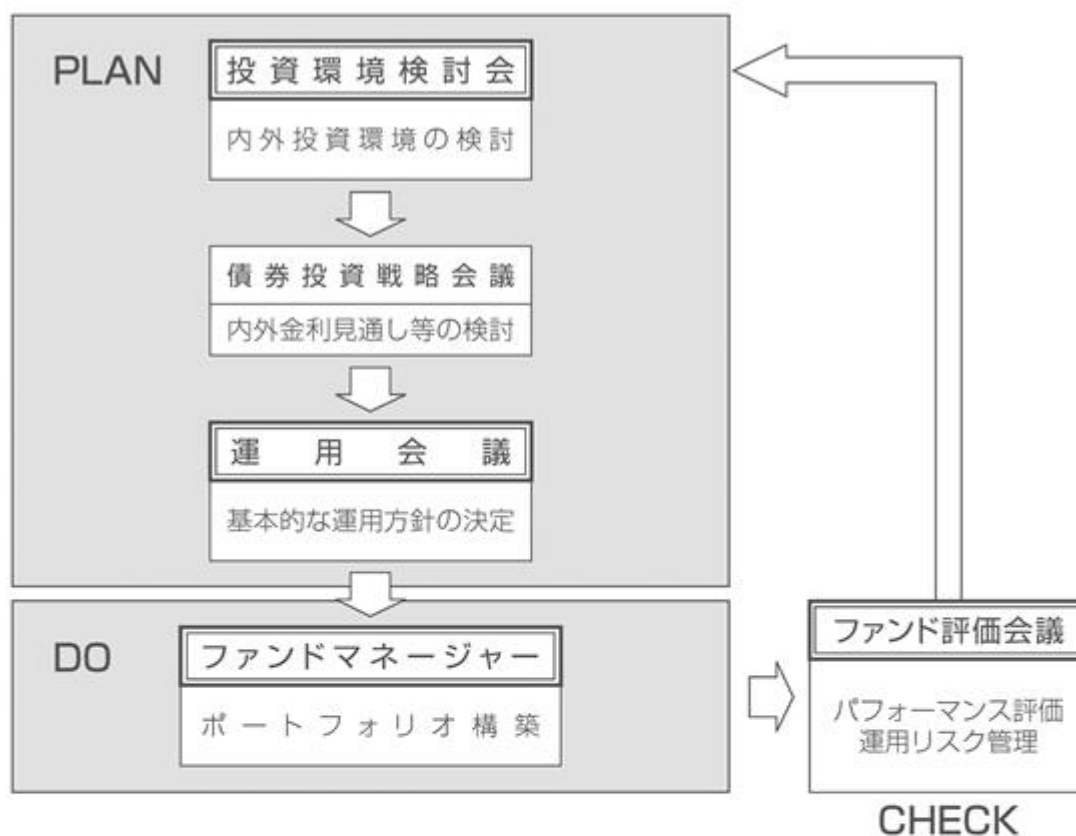 PLAN
投資環境検討会
内外投資環境の検討
債券投資戦略会議
内外金利見通し等の検討
運用会議
基本的な運用方針の決定
DO
ファンドマネージャー
ポートフォリオ構築
ファンド評価会議
パフォーマンス評価
運用リスク管理
CHECK